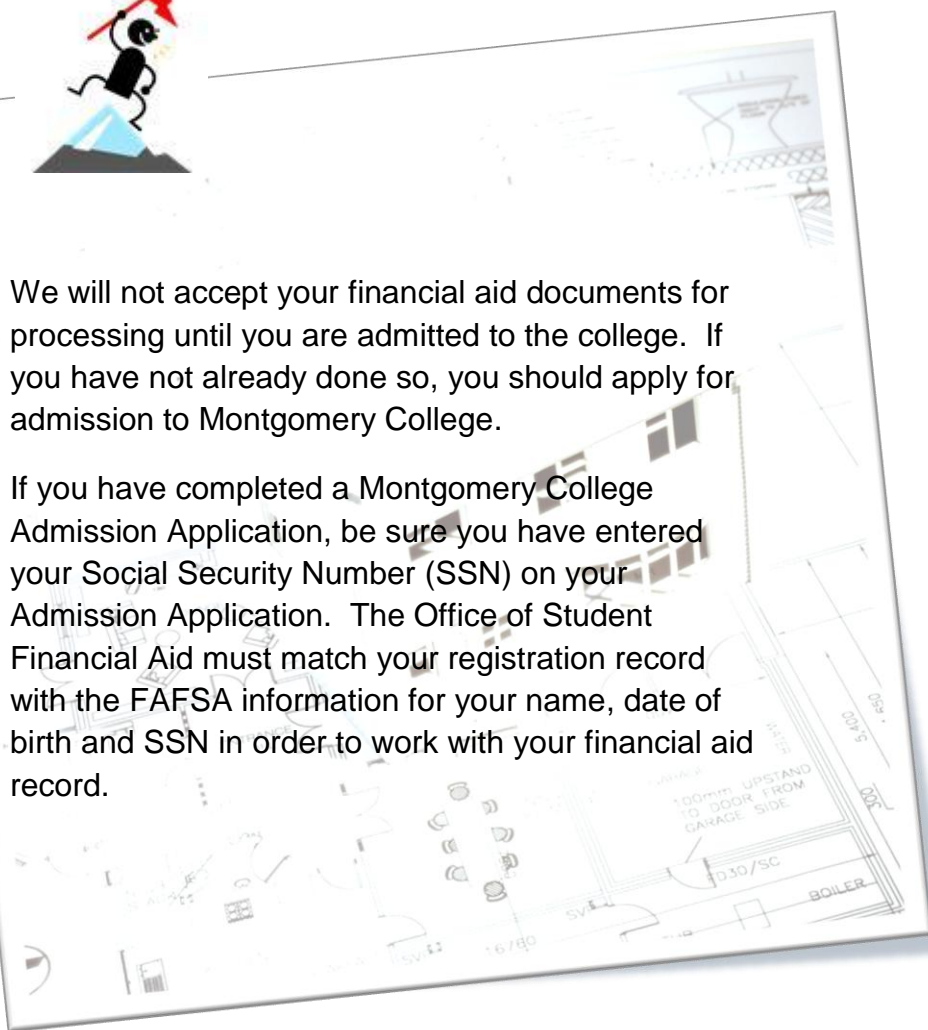 We will not accept your financial aid documents for
processing until you are admitted to the college.  If
you have not already done so, you should apply for
admission to Montgomery College.
If you have completed a Montgomery College
Admission Application, be sure you have entered
your Social Security Number (SSN) on your
Admission Application.  The Office of Student
Financial Aid must match your registration record
with the FAFSA information for your name, date of
birth and SSN in order to work with your financial aid
record.
650
5,400
300
100mm UPSTAND
TO DOOR FROM
GARAGE SIDE
FD30/SC
BOILER